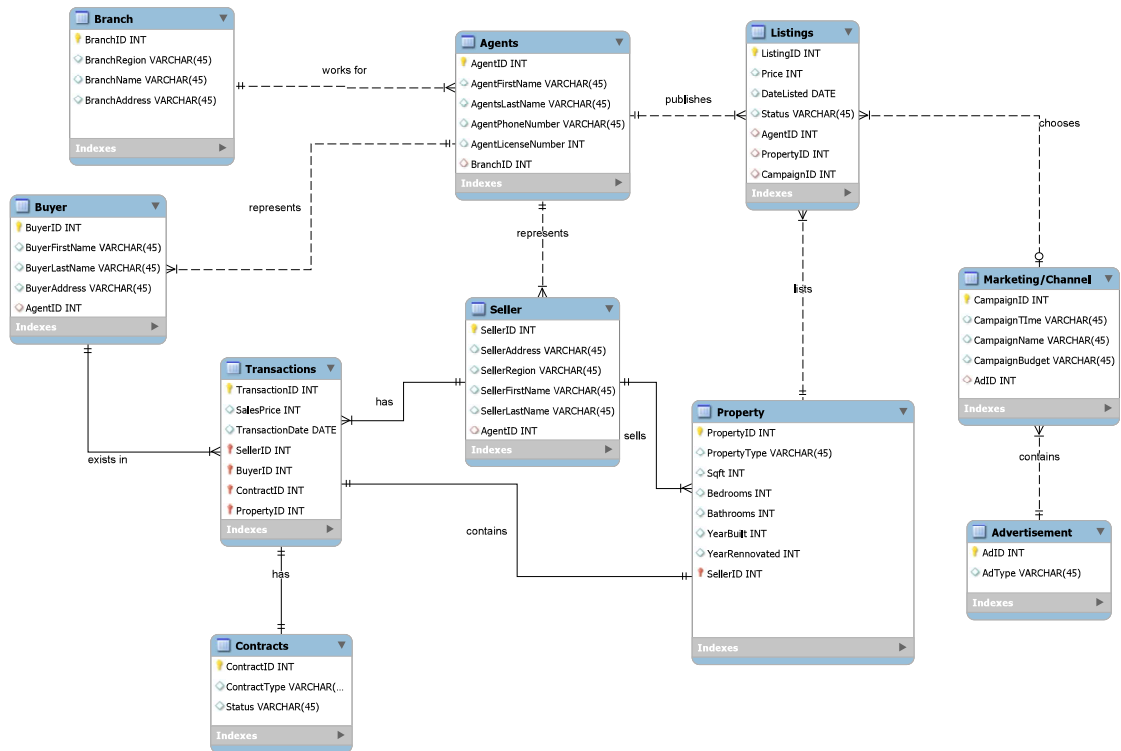 Branch
BranchID INT
BranchRegion VARCHAR(45)
BranchName VARCHAR(45)
BranchAddress VARCHAR(45)
Indexes
works for
Agents
AgentID INT
AgentFirstName VARCHAR(45)
AgentsLastName VARCHAR(45)
AgentPhoneNumber VARCHAR(45)
AgentLicenseNumber INT
BranchID INT
Indexes
publishes
Listings
ListingID INT
Price INT
DateListed DATE
Status VARCHAR(45)
AgentID INT
PropertyID INT
CampaignID INT
Indexes
chooses
Buyer
BuyerID INT
BuyerFirstName VARCHAR(45)
BuyerLastName VARCHAR(45)
BuyerAddress VARCHAR(45)
AgentID INT
Indexes
represents
represents
lists
Marketing/Channel
CampaignID INT
CampaignTIme VARCHAR(45)
CampaignName VARCHAR(45)
CampaignBudget VARCHAR(45)
AdID INT
Indexes
Seller
SellerID INT
SellerAddress VARCHAR(45)
SellerRegion VARCHAR(45)
SellerFirstName VARCHAR(45)
SellerLastName VARCHAR(45)
AgentID INT
Indexes
Transactions
TransactionID INT
SalesPrice INT
TransactionDate DATE
SellerID INT
BuyerID INT
ContractID INT
PropertyID INT
Indexes
has
sells
exists in
contains
Property
PropertyID INT
PropertyType VARCHAR(45)
Sqft INT
Bedrooms INT
Bathrooms INT
YearBuilt INT
YearRennovated INT
SellerID INT
Indexes
contains
Advertisement
AdID INT
AdType VARCHAR(45)
Indexes
has
Contracts
ContractID INT
ContractType VARCHAR(...
Status VARCHAR(45)
Indexes